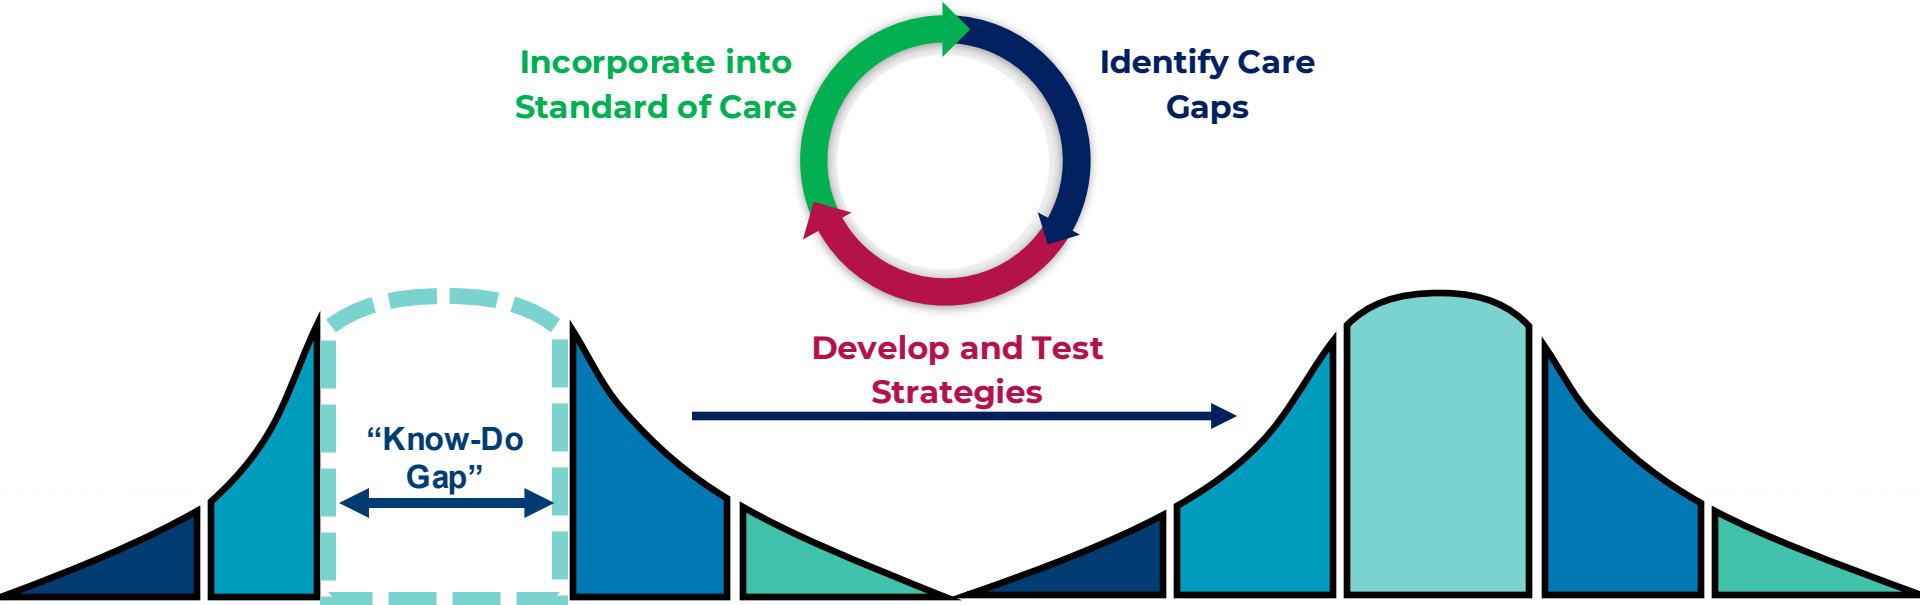 Incorporate into
Standard of Care
Identify Care
Gaps
Develop and Test
Strategies
“Know-Do
Gap”